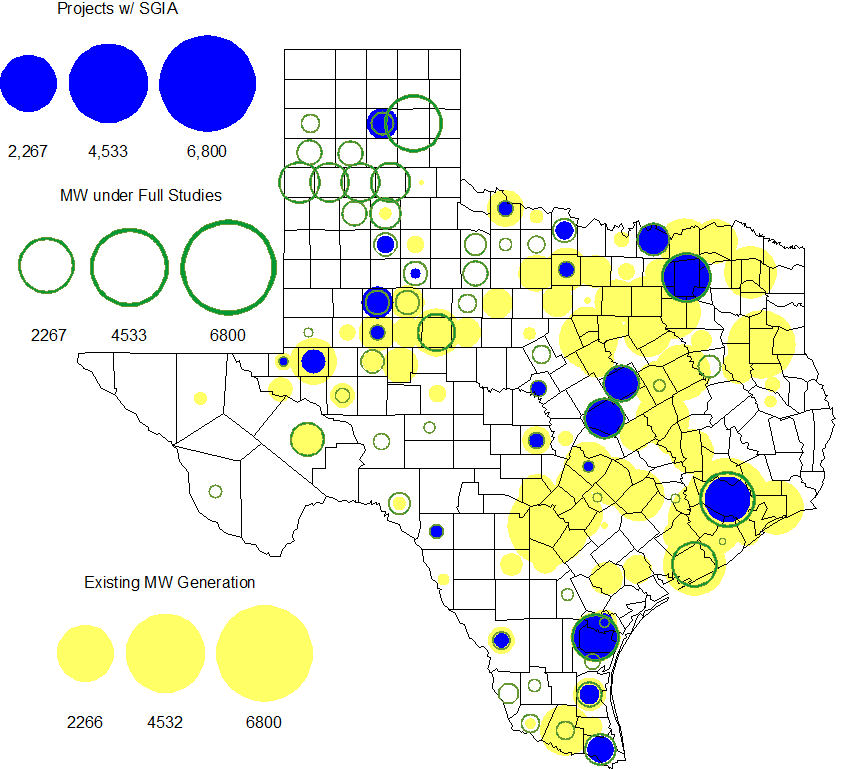 Projects w/ SGIA
2,267 4,533 6,800
MW under Full Studies
2267 4533 6800
Existing MW Generation
2266 4532 6800